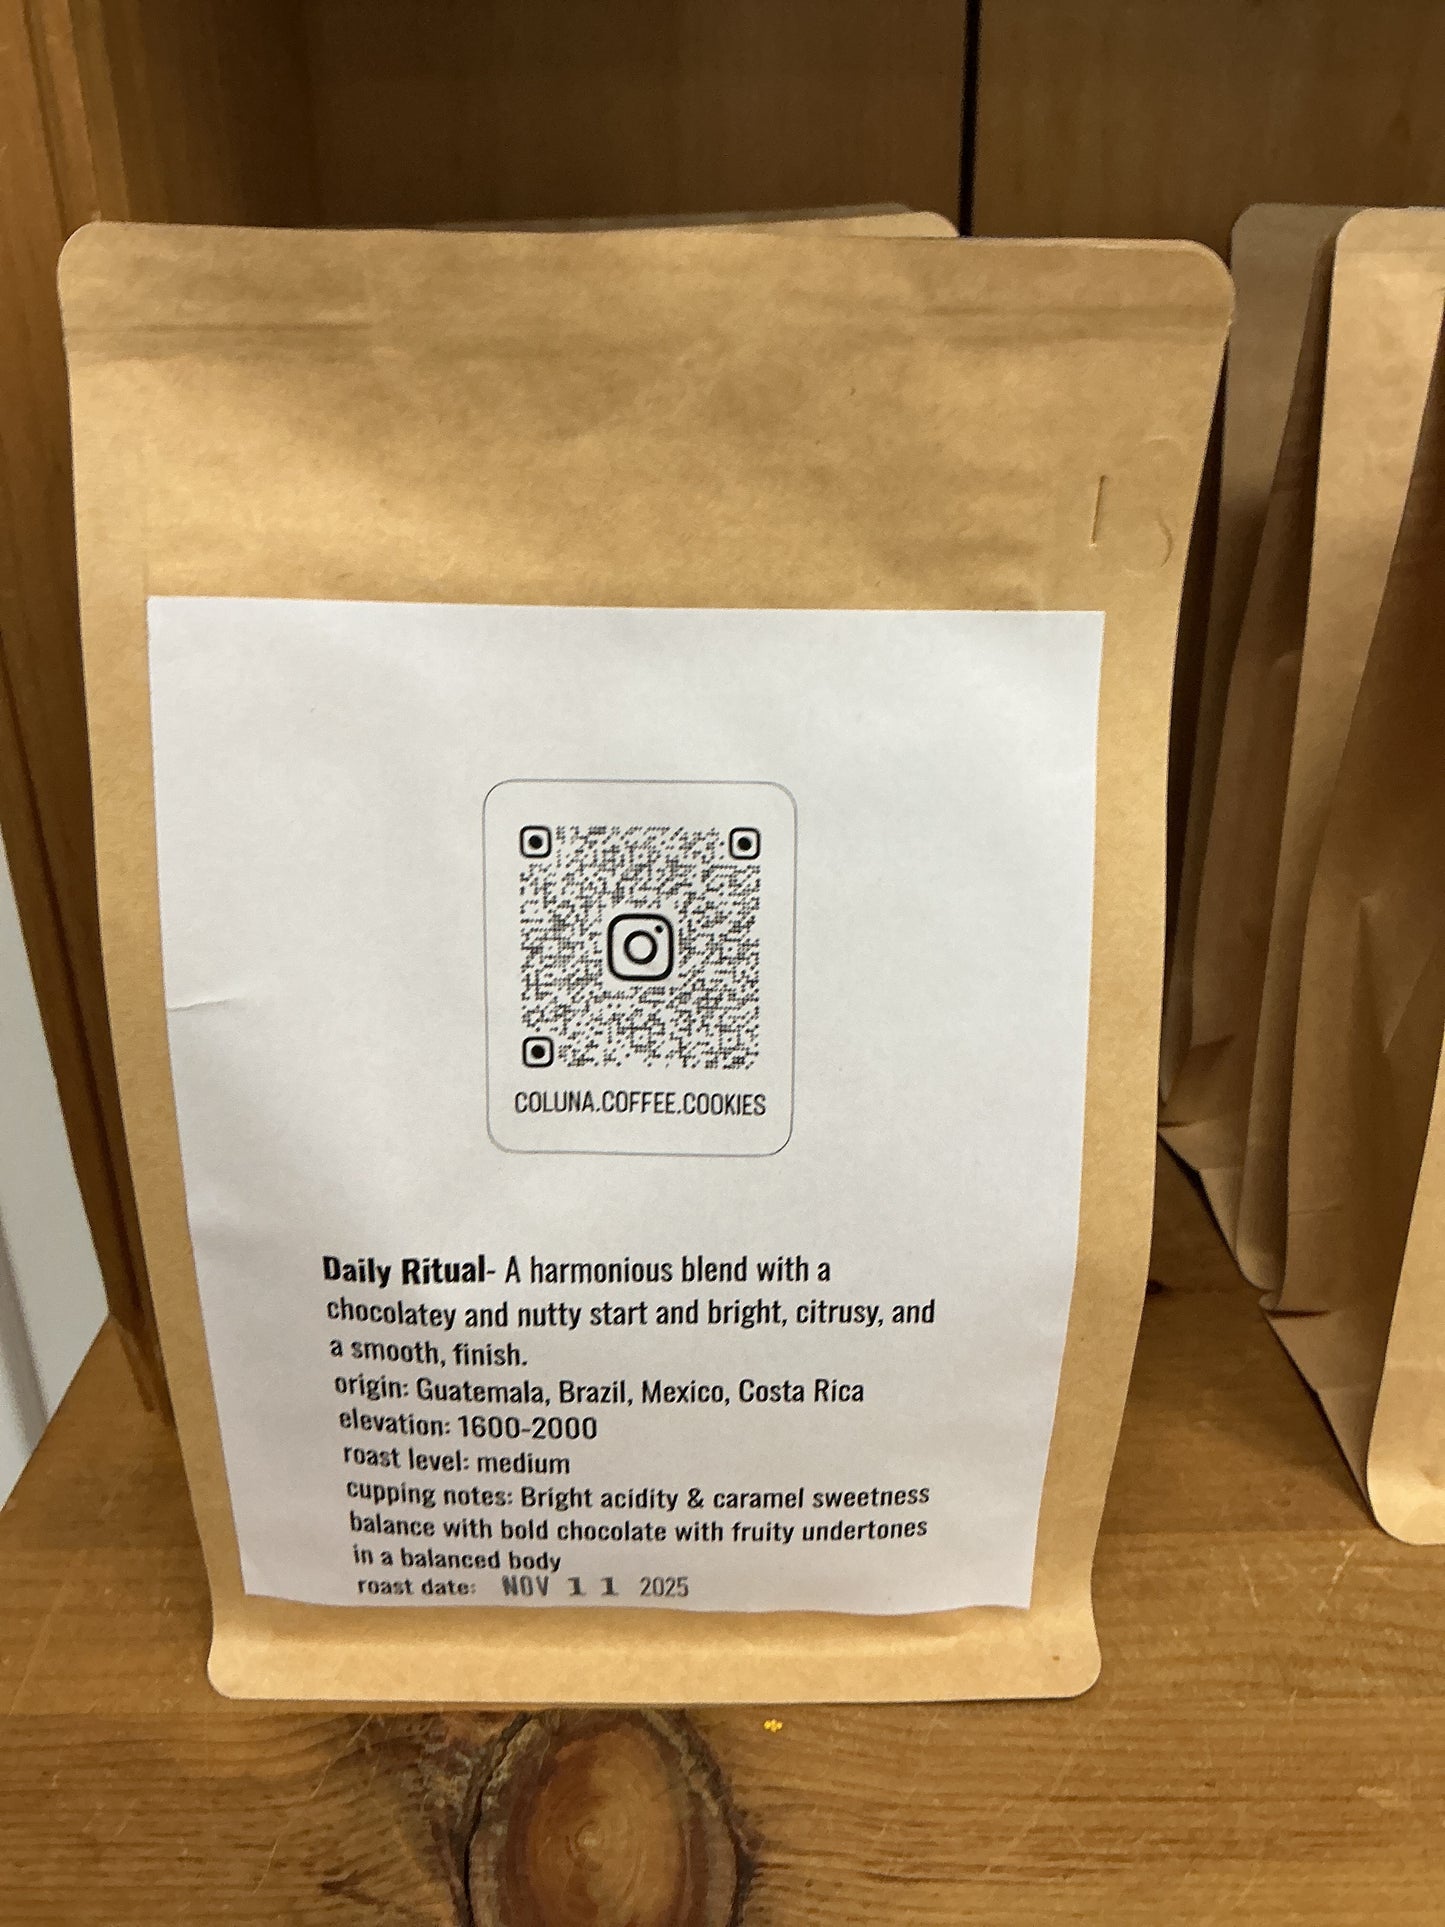 COLUNA.COFFEE.COOKIES
Daily Ritual- A harmonious blend with a
chocolatey and nutty start and bright, citrusy, and
a smooth, finish.
origin: Guatemala, Brazil, Mexico, Costa Rica
elevation: 1600-2000
roast level: medium
cupping notes: Bright acidity & caramel sweetness
balance with bold chocolate with fruity undertones
in a balanced body
roast date: NOV 11 2025